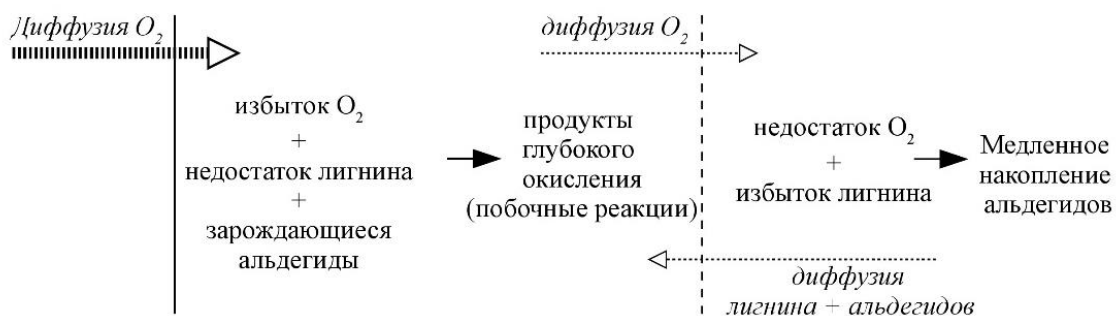 Диффузия O₂
избыток O₂
+
недостаток лигнина
+
зарождающиеся
альдегиды
продукты
глубокого
окисления
(побочные реакции)
диффузия O₂
недостаток O₂
+
избыток лигнина
Медленное
накопление
альдегидов
диффузия
лигнина + альдегидов